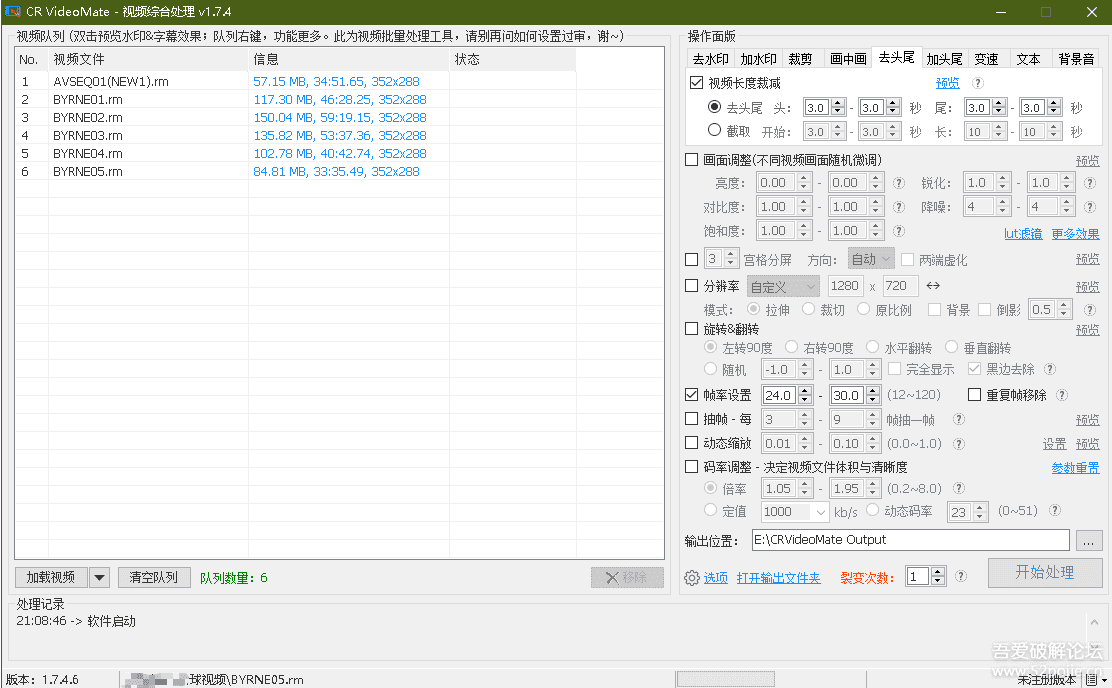 CR VideoMate - 视频综合处理 v1.7.4
视频队列 (双击预览水印&字幕效果；队列右键，功能更多。此为视频批量处理工具，请别再问如何设置过审，谢~)
No. 视频文件 信息 状态
1 AVSEQ01(NEW1).rm 57.15 MB, 34:51.65, 352x288
2 BYRNE01.rm 117.30 MB, 46:28.25, 352x288
3 BYRNE02.rm 150.04 MB, 59:19.15, 352x288
4 BYRNE03.rm 135.82 MB, 53:37.36, 352x288
5 BYRNE04.rm 102.78 MB, 40:42.74, 352x288
6 BYRNE05.rm 84.81 MB, 33:35.49, 352x288
加载视频 清空队列 队列数量：6 移除
操作面版
去水印 加水印 裁剪 画中画 去头尾 加头尾 变速 文本 背景音
视频长度裁减 预览 ?
去头尾 头： 3.0 - 3.0 秒 尾： 3.0 - 3.0 秒
截取 开始： 3.0 - 3.0 秒 长： 10 - 10 秒
画面调整(不同视频画面随机微调) 预览
亮度： 0.00 - 0.00 ? 锐化： 1.0 - 1.0 ?
对比度： 1.00 - 1.00 ? 降噪： 4 - 4 ?
饱和度： 1.00 - 1.00 ? lut滤镜 更多效果
3 宫格分屏 方向： 自动 两端虚化 预览
分辨率 自定义 1280 x 720 ↔ 预览
模式： 拉伸 裁切 原比例 背景 倒影 0.5 ?
旋转&翻转 预览
左转90度 右转90度 水平翻转 垂直翻转
随机 -1.0 - 1.0 完全显示 黑边去除 ?
帧率设置 24.0 - 30.0 (12~120) 重复帧移除 ?
抽帧 - 每 3 - 9 帧抽一帧 ? 预览
动态缩放 0.01 - 0.10 (0.0~1.0) ? 设置 预览
码率调整 - 决定视频文件体积与清晰度 参数重置
倍率 1.05 - 1.95 (0.2~8.0) ?
定值 1000 kb/s 动态码率 23 (0~51) ?
输出位置： E:\CRVideoMate Output ...
选项 打开输出文件夹 裂变次数： 1 ? 开始处理
处理记录
21:08:46 -> 软件启动
吾爱破解论坛
www.52pojie.cn
版本：1.7.4.6 球视频\BYRNE05.rm 未注册版本